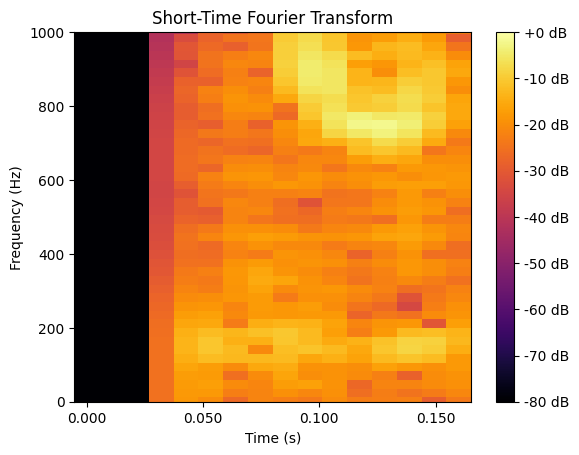 Short-Time Fourier Transform
1000
800
600
400
200
0
Frequency (Hz)
0.000
0.050
0.100
0.150
Time (s)
+0 dB
-10 dB
-20 dB
-30 dB
-40 dB
-50 dB
-60 dB
-70 dB
-80 dB